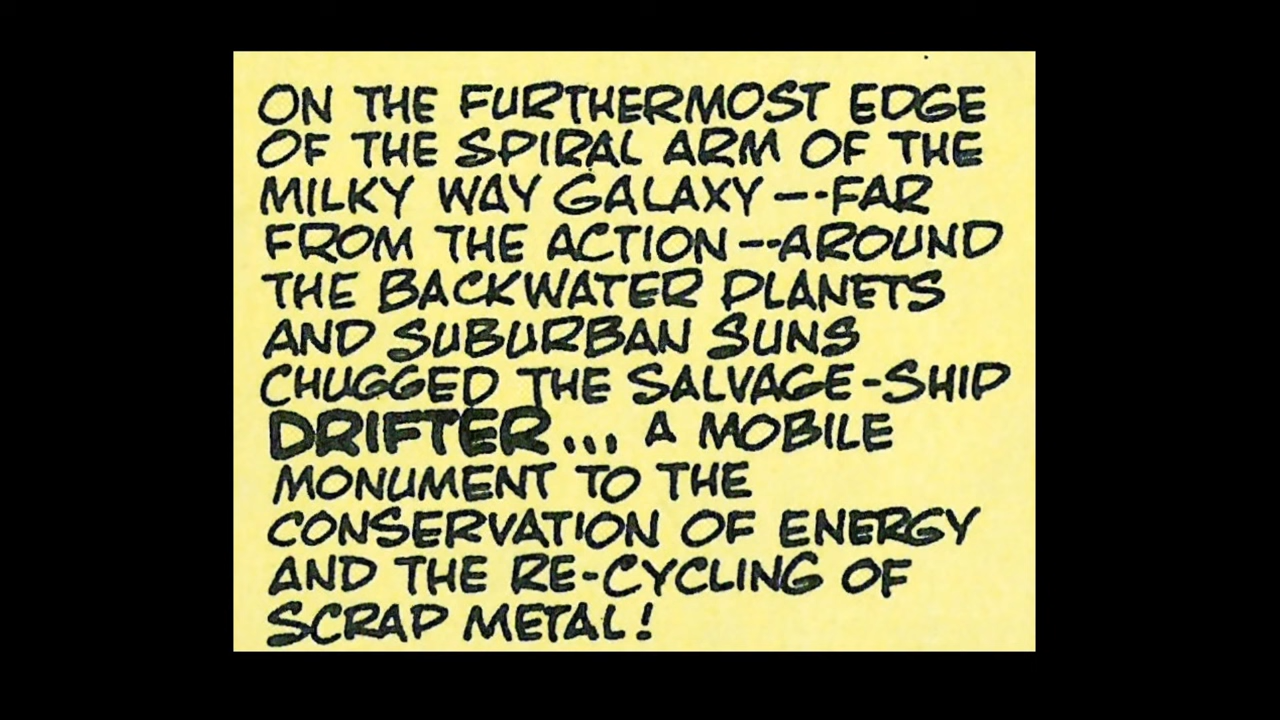 ON THE FURTHERMOST EDGE
OF THE SPIRAL ARM OF THE
MILKY WAY GALAXY --FAR
FROM THE ACTION --AROUND
THE BACKWATER PLANETS
AND SUBURBAN SUNS
CHUGGED THE SALVAGE-SHIP
DRIFTER... A MOBILE
MONUMENT TO THE
CONSERVATION OF ENERGY
AND THE RE-CYCLING OF
SCRAP METAL!